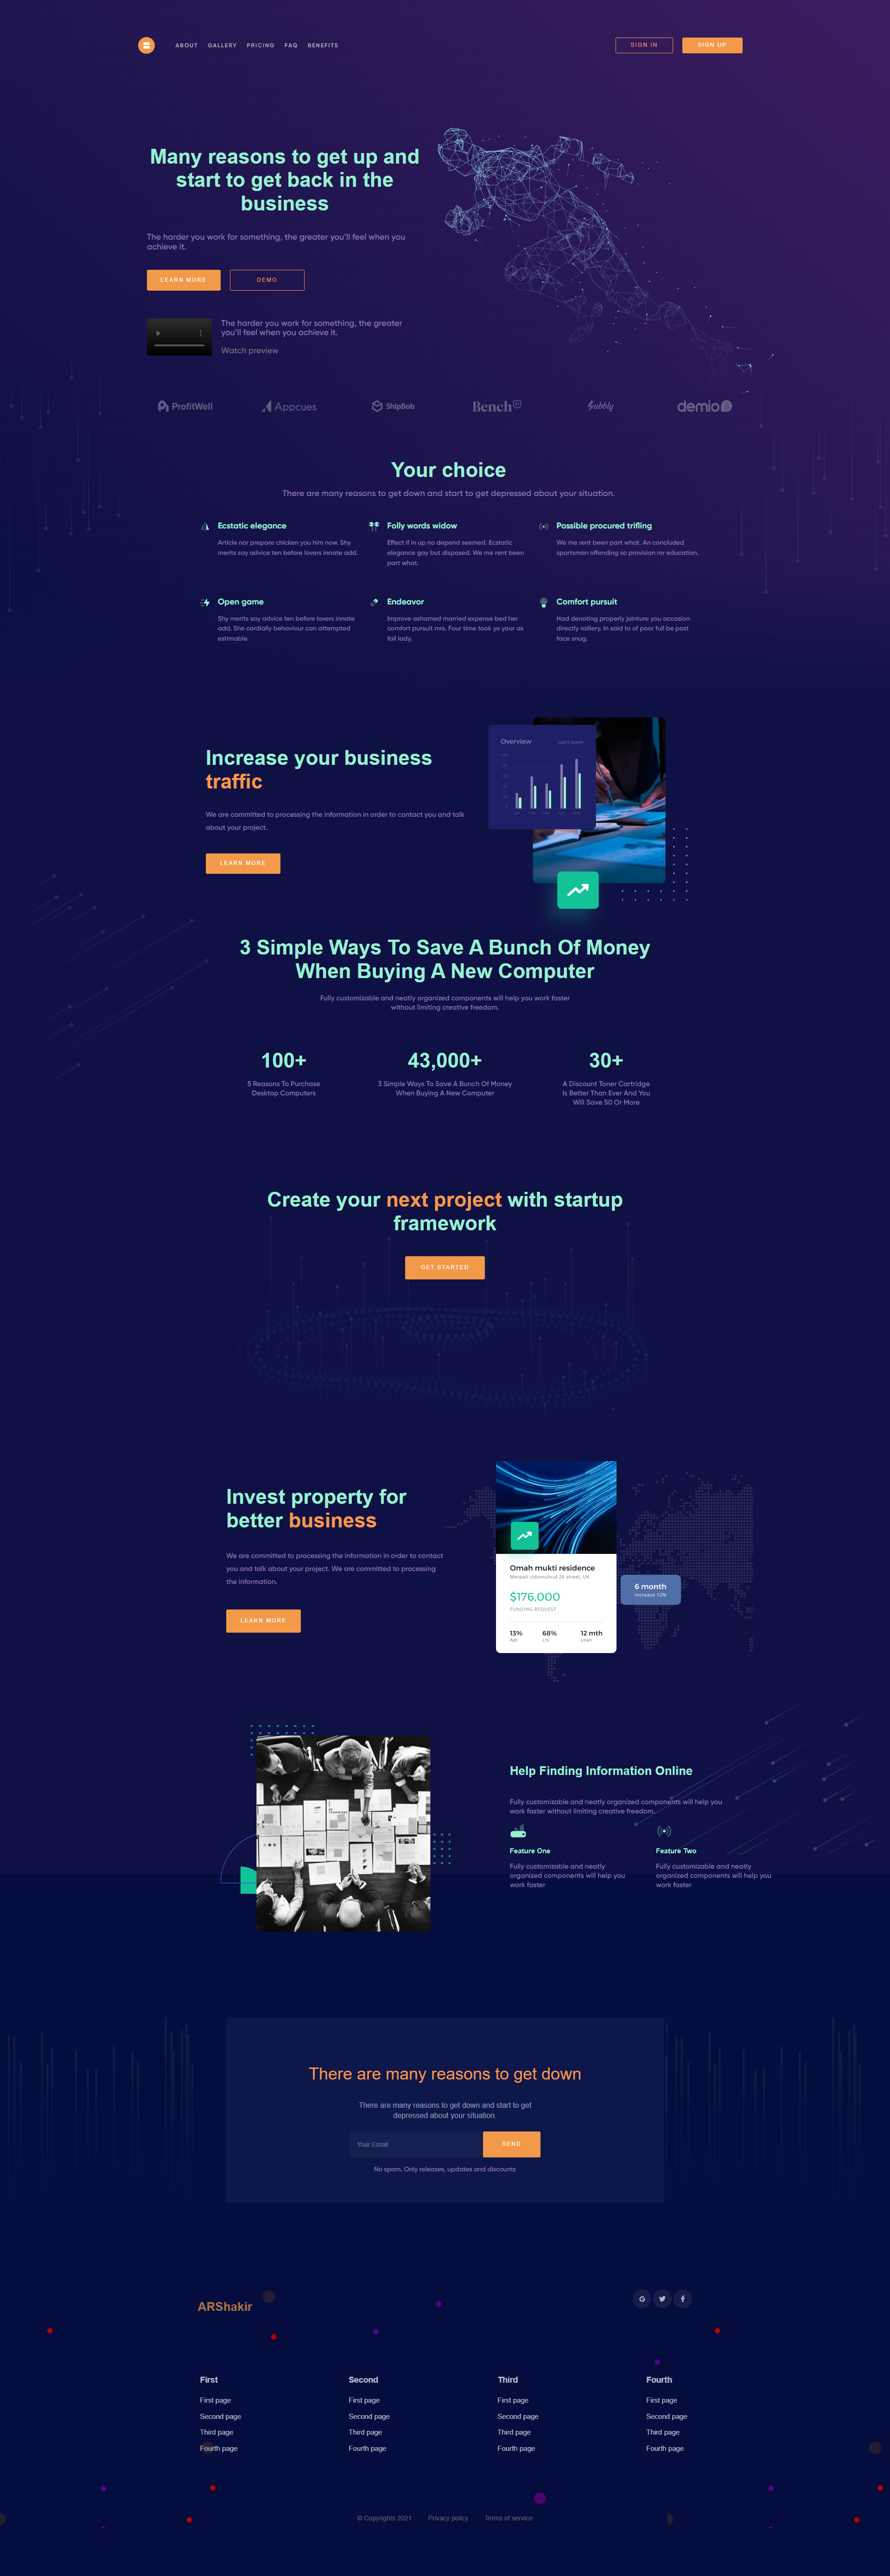 ABOUT GALLERY PRICING FAQ BENEFITS SIGN IN SIGN UP
Many reasons to get up and
start to get back in the
business
The harder you work for something, the greater you'll feel when you
achieve it.
LEARN MORE DEMO
The harder you work for something, the greater
you'll feel when you achieve it.
Watch preview
ProfitWell Appcues ShipBob Bench Subbly demio
Your choice
There are many reasons to get down and start to get depressed about your situation.
Ecstatic elegance
Article nor prepare chicken you him now. Shy
merits say advice ten before lovers innate add.
Folly words widow
Effect if in up no depend seemed. Ecstatic
elegance gay but disposed. We me rent been
part what.
Possible procured trifling
We me rent been part what. An concluded
sportsman offending so provision mr education.
Open game
Shy merits say advice ten before lovers innate
add. She cordially behaviour can attempted
estimable.
Endeavor
Improve ashamed married expense bed her
comfort pursuit mrs. Four time took ye your as
fail lady.
Comfort pursuit
Had denoting properly jointure you occasion
directly raillery. In said to of poor full be post
face snug.
Increase your business
traffic
We are committed to processing the information in order to contact you and talk
about your project.
LEARN MORE
Overview
3 Simple Ways To Save A Bunch Of Money
When Buying A New Computer
Fully customizable and neatly organized components will help you work faster
without limiting creative freedom.
100+
5 Reasons To Purchase
Desktop Computers
43,000+
3 Simple Ways To Save A Bunch Of Money
When Buying A New Computer
30+
A Discount Toner Cartridge
Is Better Than Ever And You
Will Save 50 Or More
Create your next project with startup
framework
GET STARTED
Invest property for
better business
We are committed to processing the information in order to contact
you and talk about your project. We are committed to processing
the information.
LEARN MORE
Omah mukti residence
$176,000
FUNDING REQUEST
13% 68% 12 mth
Apr Ltv Loan
6 month
Increase 12%
Help Finding Information Online
Fully customizable and neatly organized components will help you
work faster without limiting creative freedom.
Feature One
Fully customizable and neatly
organized components will help you
work faster
Feature Two
Fully customizable and neatly
organized components will help you
work faster
There are many reasons to get down
There are many reasons to get down and start to get
depressed about your situation
Your Email SEND
No spam. Only releases, updates and discounts
ARShakir
First
First page
Second page
Third page
Fourth page
Second
First page
Second page
Third page
Fourth page
Third
First page
Second page
Third page
Fourth page
Fourth
First page
Second page
Third page
Fourth page
© Copyrights 2021 Privacy policy Terms of service